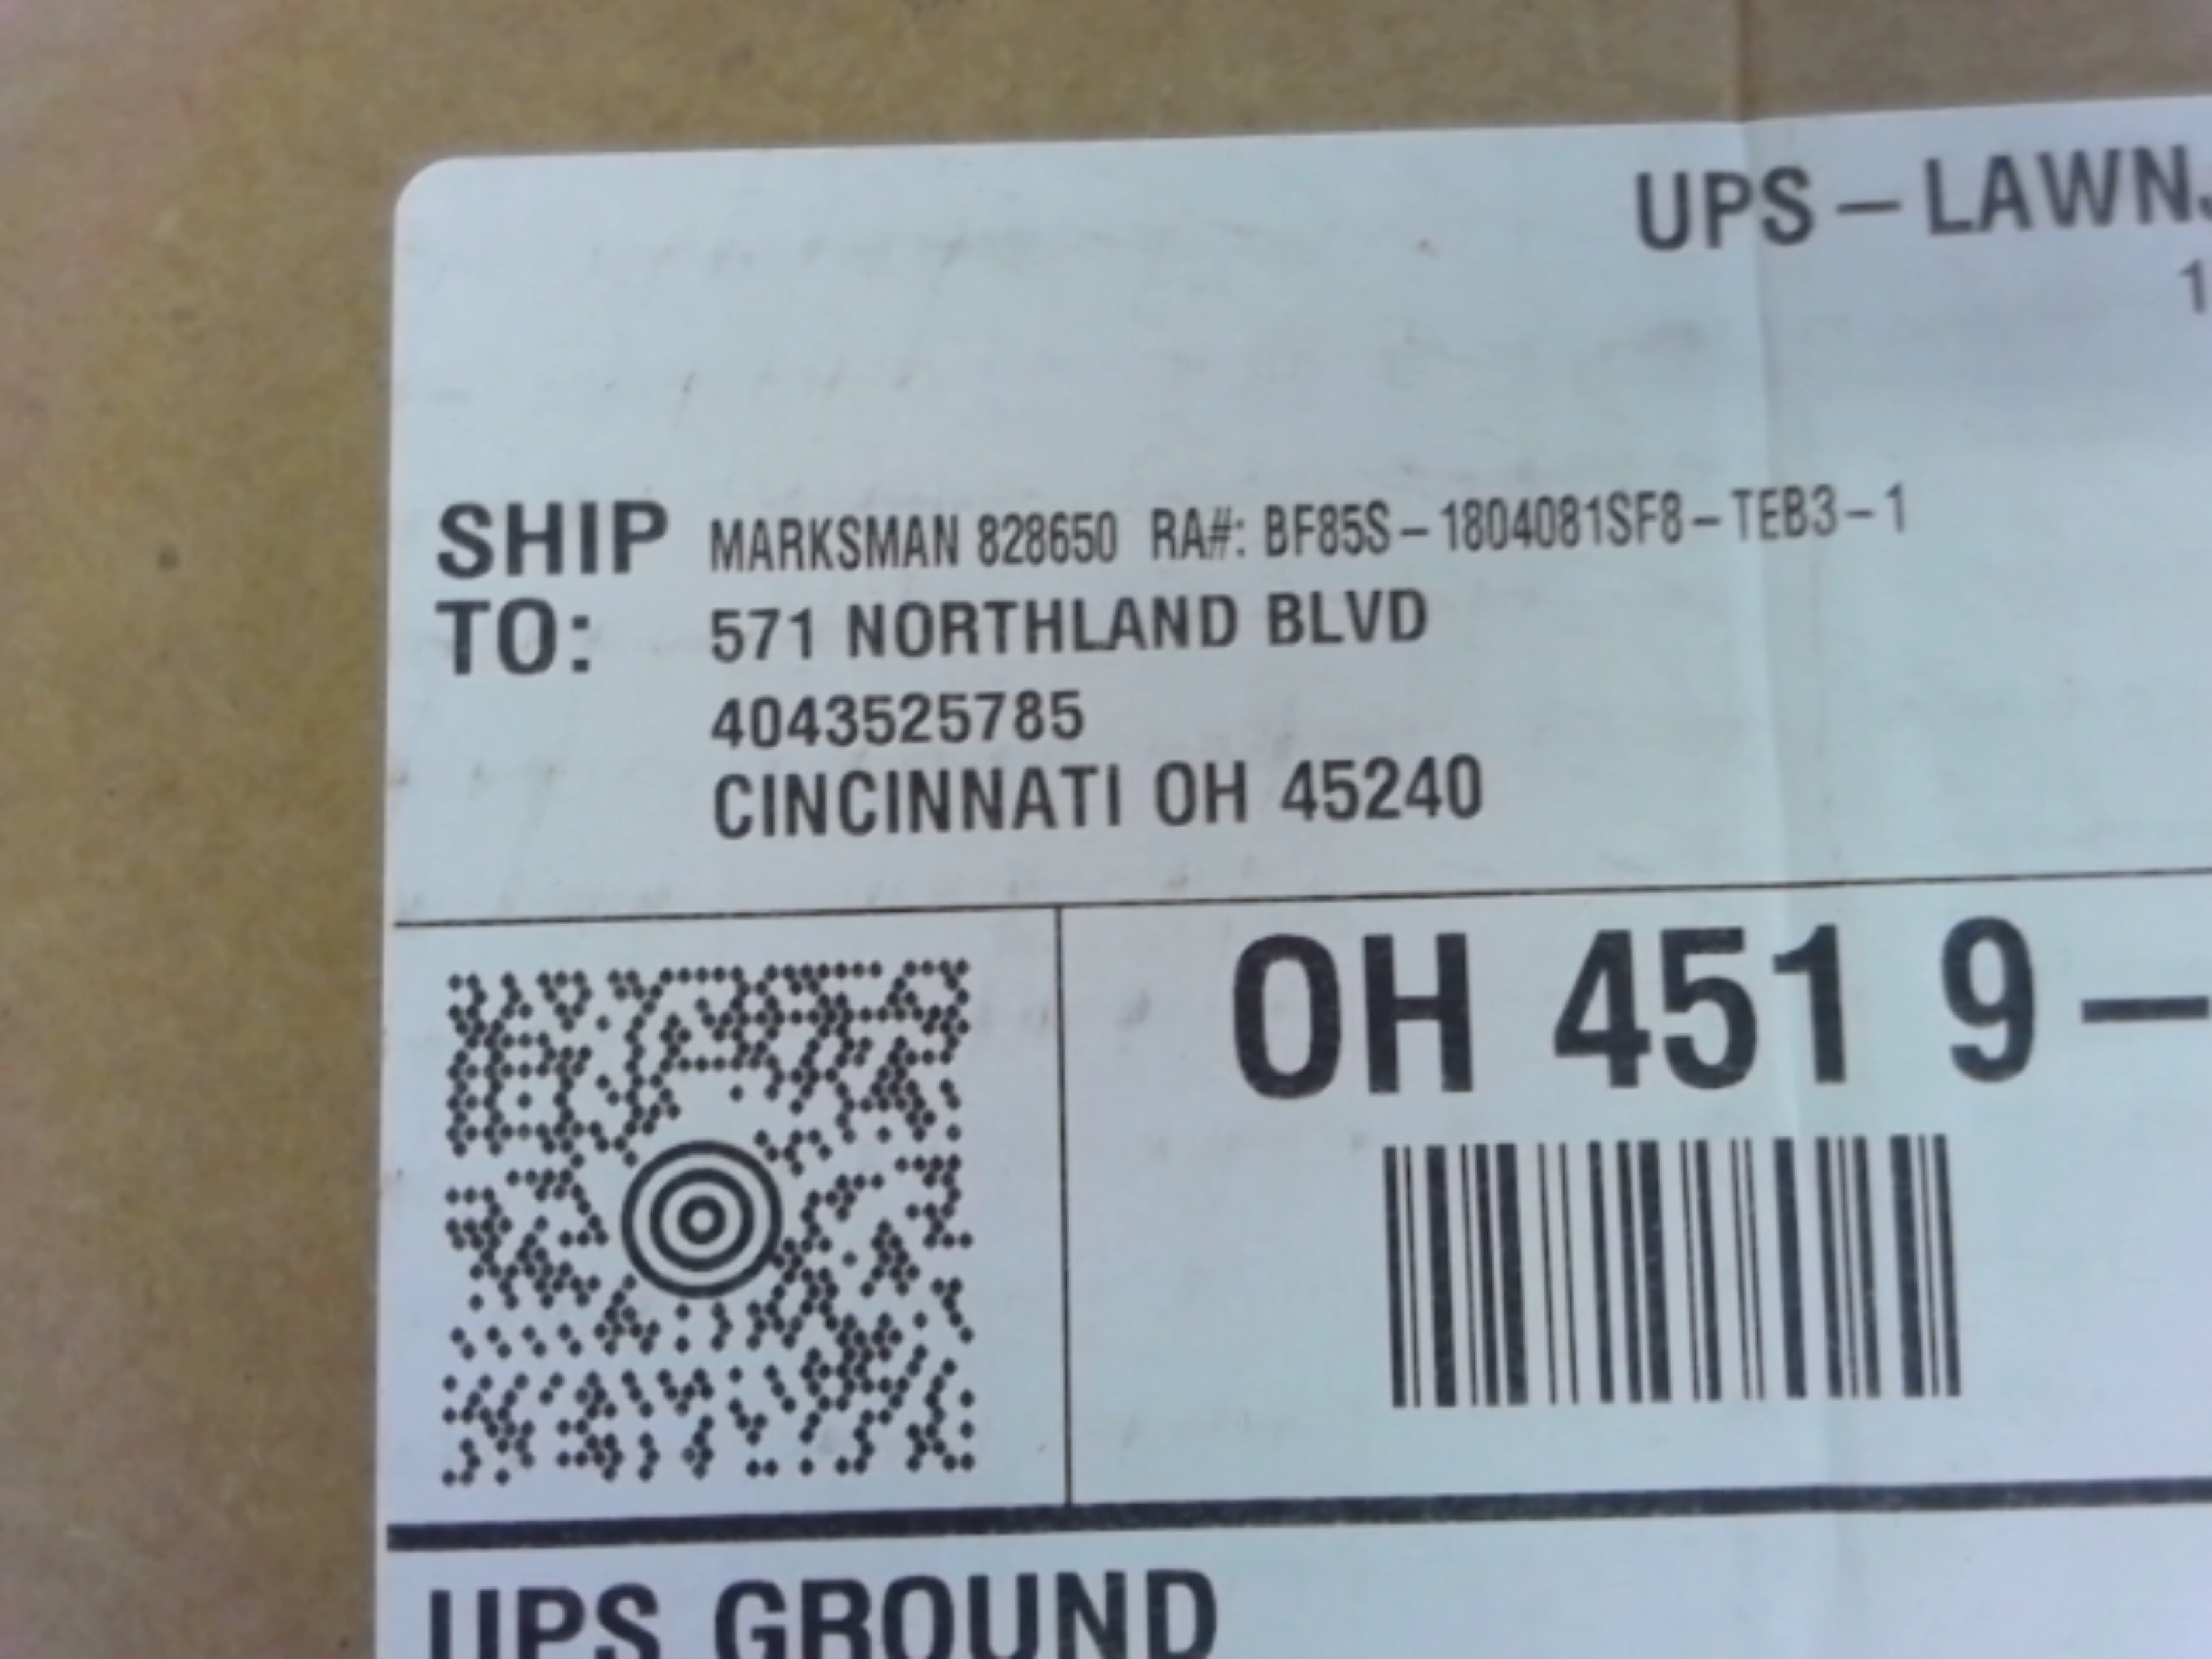 UPS – LAWN
1
SHIP TO:
MARKSMAN 828650 RA#: BF85S – 1804081SF8 – TEB3 – 1
571 NORTHLAND BLVD
4043525785
CINCINNATI OH 45240
OH 451 9 –
UPS GROUND